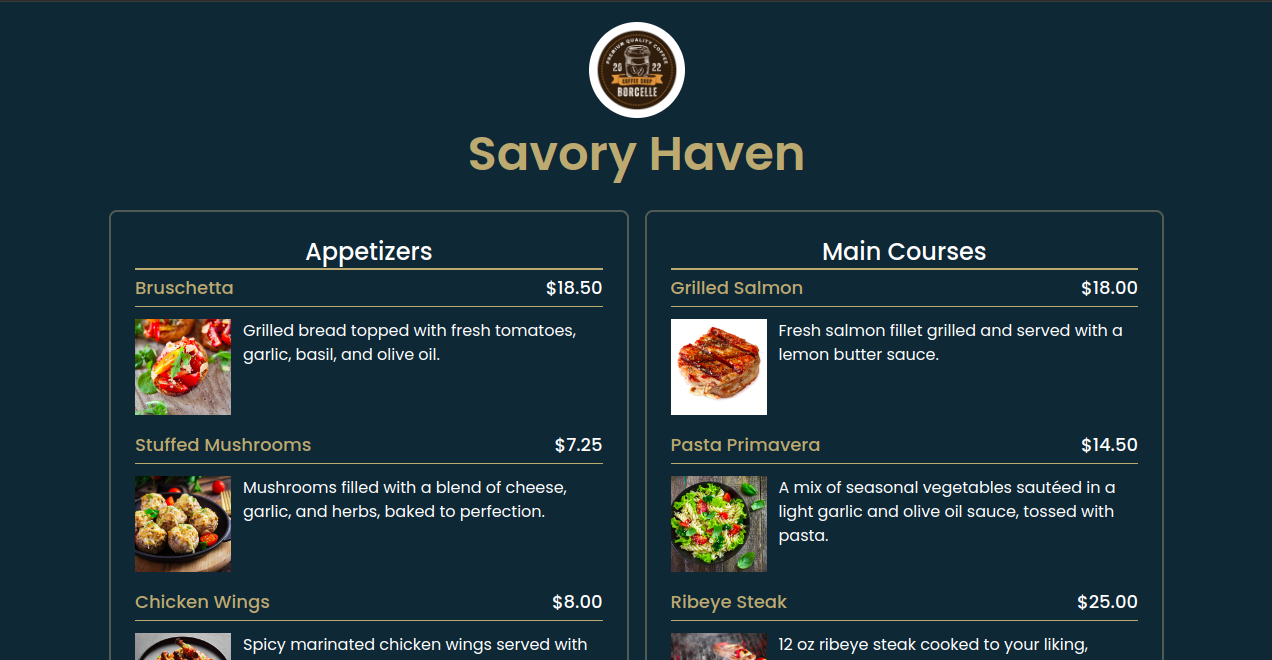 PREMIUM QUALITY COFFEE
20 22
COFFEE SHOP
BORCELLE
Savory Haven
Appetizers
Bruschetta $18.50
Grilled bread topped with fresh tomatoes,
garlic, basil, and olive oil.
Stuffed Mushrooms $7.25
Mushrooms filled with a blend of cheese,
garlic, and herbs, baked to perfection.
Chicken Wings $8.00
Spicy marinated chicken wings served with
Main Courses
Grilled Salmon $18.00
Fresh salmon fillet grilled and served with a
lemon butter sauce.
Pasta Primavera $14.50
A mix of seasonal vegetables sautéed in a
light garlic and olive oil sauce, tossed with
pasta.
Ribeye Steak $25.00
12 oz ribeye steak cooked to your liking,